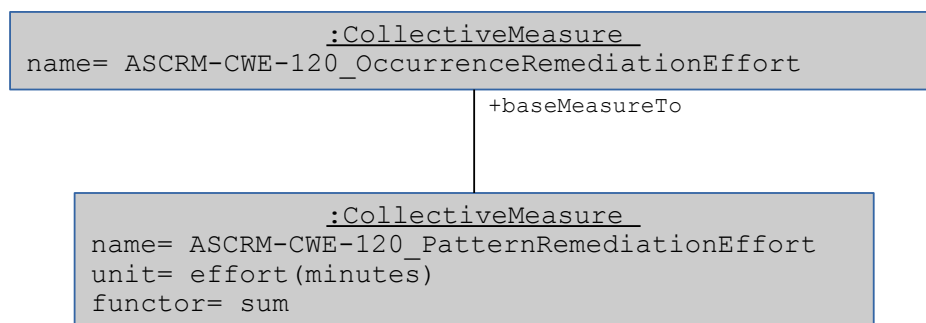 :CollectiveMeasure
name= ASCRM-CWE-120_OccurrenceRemediationEffort
+baseMeasureTo
:CollectiveMeasure
name= ASCRM-CWE-120_PatternRemediationEffort
unit= effort(minutes)
functor= sum